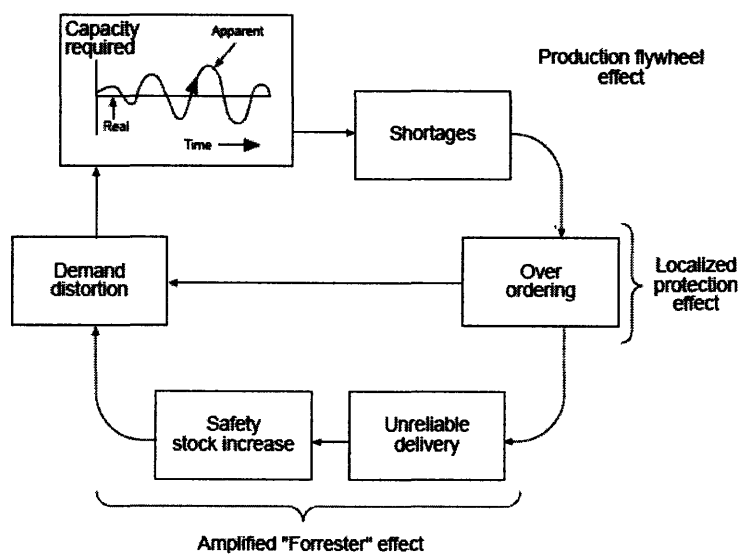 Capacity
required
Apparent
Real
Time
Production flywheel
effect
Shortages
Over
ordering
Localized
protection
effect
Demand
distortion
Safety
stock increase
Unreliable
delivery
Amplified "Forrester" effect